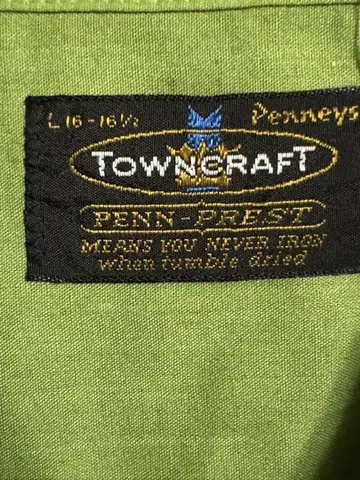 L 16-16½ Penneys
TOWNCRAFT
PENN-PREST
MEANS YOU NEVER IRON
when tumble dried